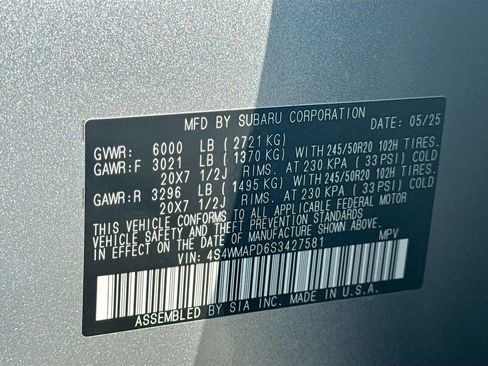 MFD BY SUBARU CORPORATION DATE: 05/25
GVWR: 6000 LB (2721 KG)
GAWR:F 3021 LB (1370 KG) WITH 245/50R20 102H TIRES.
20X7 1/2J RIMS. AT 230 KPA (33 PSI) COLD
GAWR:R 3296 LB (1495 KG) WITH 245/50R20 102H TIRES.
20X7 1/2J RIMS. AT 230 KPA (33 PSI) COLD
THIS VEHICLE CONFORMS TO ALL APPLICABLE FEDERAL MOTOR
VEHICLE SAFETY AND THEFT PREVENTION STANDARDS
IN EFFECT ON THE DATE OF MANUFACTURE SHOWN ABOVE.
VIN: 4S4WMAPD6S3427581 MPV
ASSEMBLED BY SIA INC. MADE IN U.S.A.